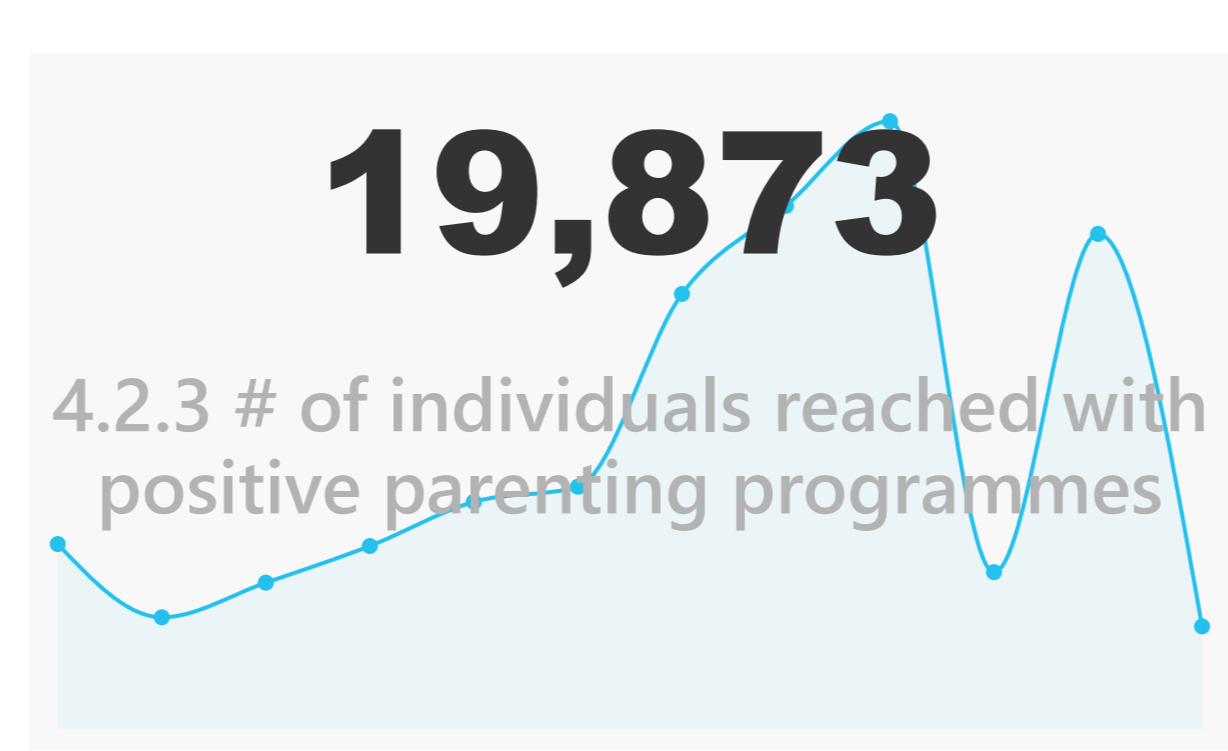 19,873
4.2.3 # of individuals reached with
positive parenting programmes